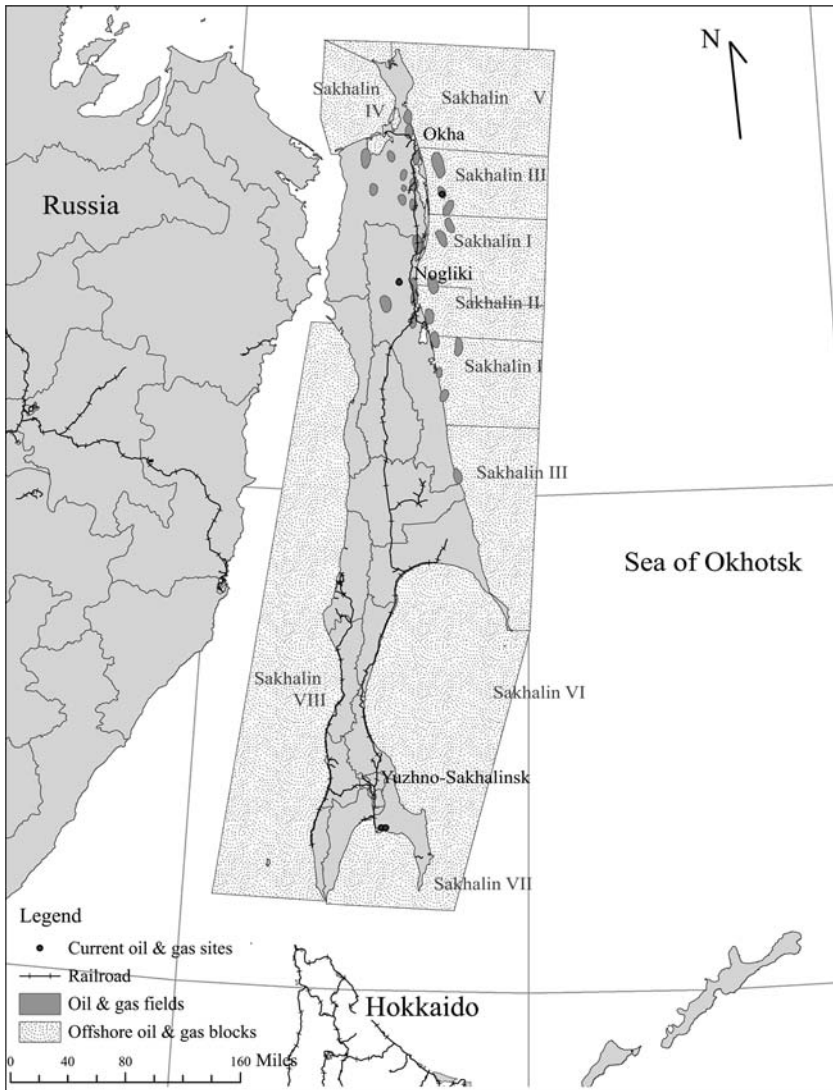 N
Sakhalin
IV
Sakhalin V
Okha
Sakhalin III
Russia
Sakhalin I
Nogliki
Sakhalin II
Sakhalin I
Sakhalin III
Sea of Okhotsk
Sakhalin
VIII
Sakhalin VI
Yuzhno-Sakhalinsk
Sakhalin VII
Legend
Current oil & gas sites
Railroad
Oil & gas fields
Offshore oil & gas blocks
Hokkaido
0 40 80 160 Miles